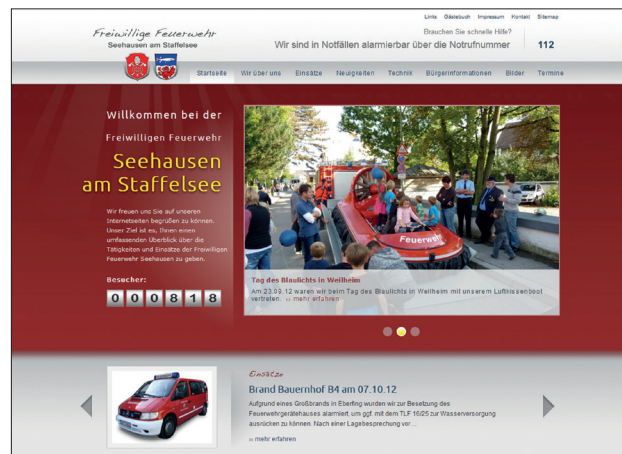 Links Gästebuch Impressum Kontakt Sitemap
Freiwillige Feuerwehr
Seehausen am Staffelsee
Brauchen Sie schnelle Hilfe?
Wir sind in Notfällen alarmierbar über die Notrufnummer 112
Startseite Wir über uns Einsätze Neuigkeiten Technik Bürgerinformationen Bilder Termine
Willkommen bei der
Freiwilligen Feuerwehr
Seehausen
am Staffelsee
Wir freuen uns Sie auf unseren
Internetseiten begrüßen zu können.
Unser Ziel ist es, Ihnen einen
umfassenden Überblick über die
Tätigkeiten und Einsätze der Freiwilligen
Feuerwehr Seehausen zu geben.
Besucher:
000818
Feuerwehr
Tag des Blaulichts in Weilheim
Am 23.09.12 waren wir beim Tag des Blaulichts in Weilheim mit unserem Luftkissenboot
vertreten. ›› mehr erfahren
Einsätze
Brand Bauernhof B4 am 07.10.12
Aufgrund eines Großbrands in Eberfing wurden wir zur Besetzung des
Feuerwehrgerätehauses alarmiert, um ggf. mit dem TLF 16/25 zur Wasserversorgung
ausrücken zu können. Nach einer Lagebesprechung vor ...
›› mehr erfahren